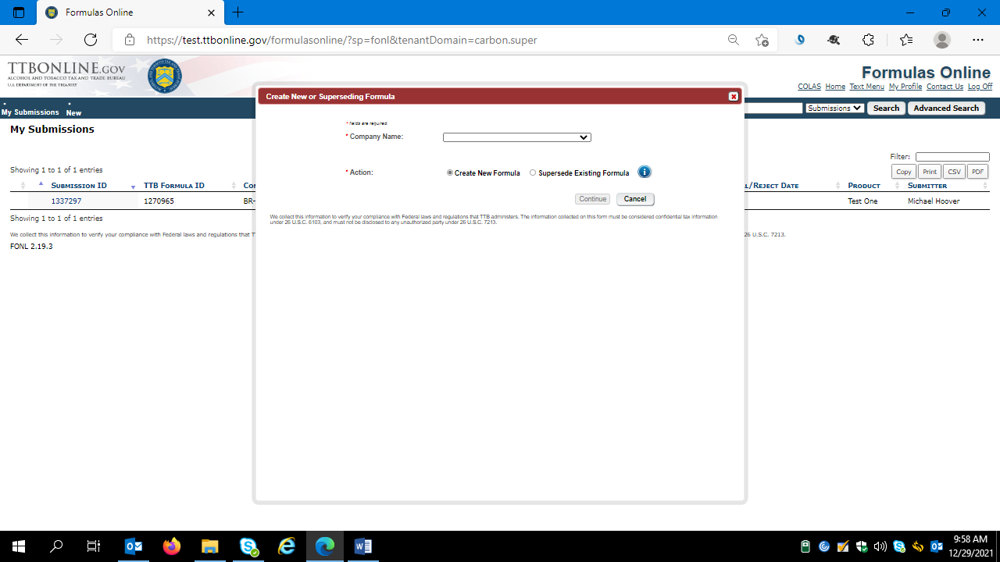 Formulas Online
https://test.ttbonline.gov/formulasonline/?sp=fonl&tenantDomain=carbon.super
TTBONLINE.GOV
ALCOHOL AND TOBACCO TAX AND TRADE BUREAU
U.S. DEPARTMENT OF THE TREASURY
Formulas Online
COLAS Home Text Menu My Profile Contact Us Log Off
My Submissions New
Submissions Search Advanced Search
My Submissions
Filter:
Showing 1 to 1 of 1 entries
Copy Print CSV PDF
SUBMISSION ID TTB FORMULA ID L/REJECT DATE PRODUCT SUBMITTER
1337297 1270965 BR- Test One Michael Hoover
Showing 1 to 1 of 1 entries
We collect this information to verify your compliance with Federal laws and regulations that T 26 U.S.C. 7213.
FONL 2.19.3
Create New or Superseding Formula
* fields are required.
* Company Name:
* Action: Create New Formula Supersede Existing Formula i
Continue Cancel
We collect this information to verify your compliance with Federal laws and regulations that TTB administers. The information collected on this form must be considered confidential tax information
under 26 U.S.C. 6103, and must not be disclosed to any unauthorized party under 26 U.S.C. 7213.
9:58 AM
12/29/2021